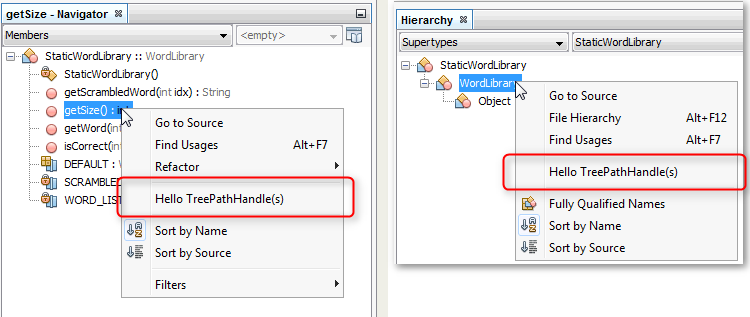 getSize - Navigator
Members
<empty>
StaticWordLibrary :: WordLibrary
StaticWordLibrary()
getScrambledWord(int idx) : String
getSize() : int
getWord(int
isCorrect(int
DEFAULT : W
SCRAMBLED
WORD_LIST
Go to Source
Find Usages Alt+F7
Refactor
Hello TreePathHandle(s)
Sort by Name
Sort by Source
Filters
Hierarchy
Supertypes
StaticWordLibrary
StaticWordLibrary
WordLibrary
Object
Go to Source
File Hierarchy Alt+F12
Find Usages Alt+F7
Hello TreePathHandle(s)
Fully Qualified Names
Sort by Name
Sort by Source